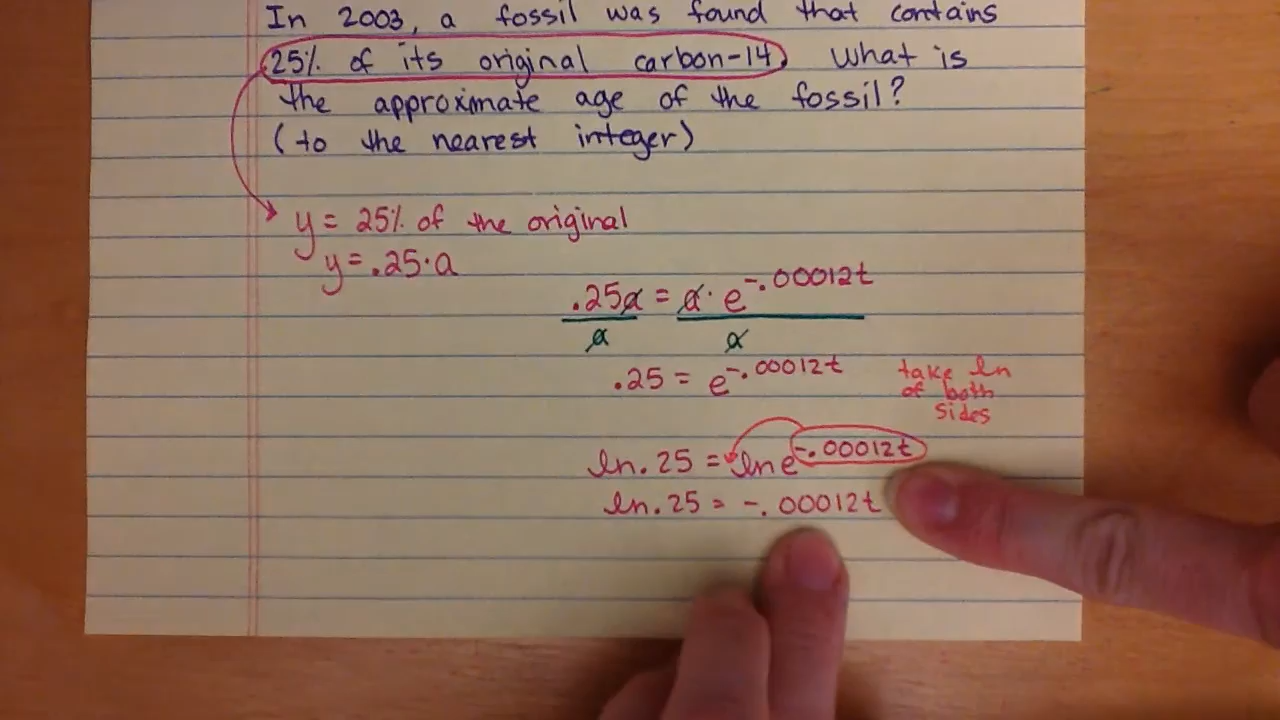 In 2003, a fossil was found that contains
25% of its original carbon-14. What is
the approximate age of the fossil?
(to the nearest integer)
y = 25% of the original
y = .25·a
.25a = a·e^-.00012t
a a
.25 = e^-.00012t
take ln
of both
sides
ln .25 = ln e^-.00012t
ln .25 = -.00012t